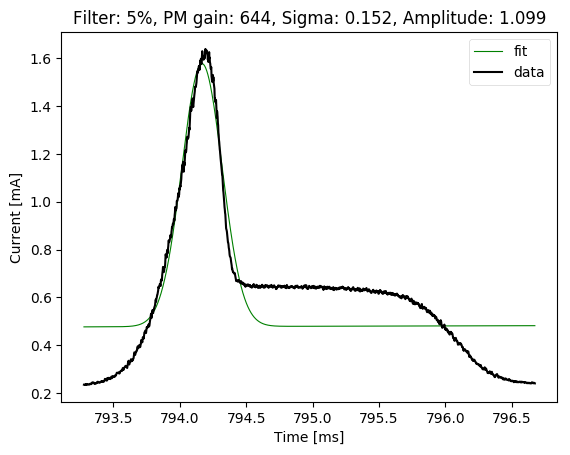 Filter: 5%, PM gain: 644, Sigma: 0.152, Amplitude: 1.099
fit
data
1.6
1.4
1.2
1.0
0.8
0.6
0.4
0.2
Current [mA]
793.5 794.0 794.5 795.0 795.5 796.0 796.5
Time [ms]